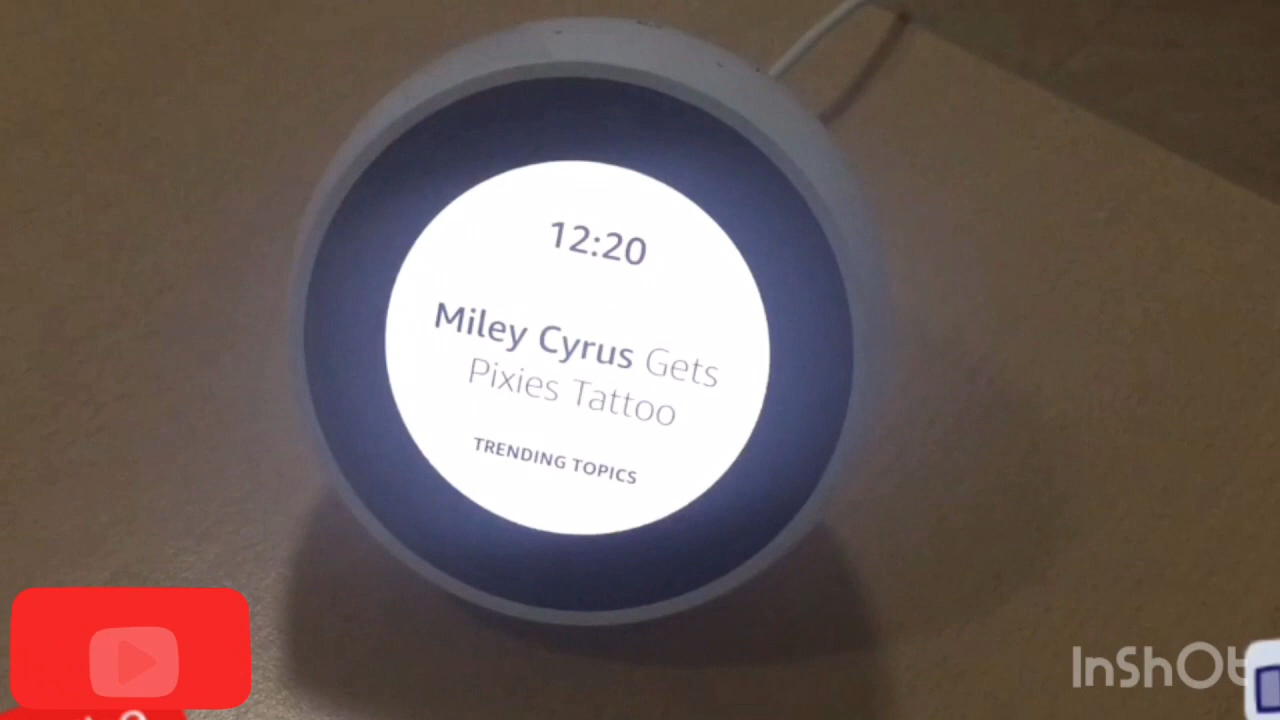 12:20
Miley Cyrus Gets
Pixies Tattoo
TRENDING TOPICS
InShOt